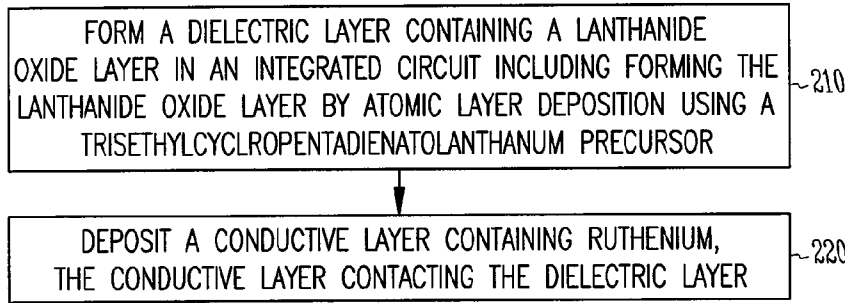 FORM A DIELECTRIC LAYER CONTAINING A LANTHANIDE
OXIDE LAYER IN AN INTEGRATED CIRCUIT INCLUDING FORMING THE
LANTHANIDE OXIDE LAYER BY ATOMIC LAYER DEPOSITION USING A
TRISETHYLCYCLROPENTADIENATOLANTHANUM PRECURSOR
210
DEPOSIT A CONDUCTIVE LAYER CONTAINING RUTHENIUM,
THE CONDUCTIVE LAYER CONTACTING THE DIELECTRIC LAYER
220